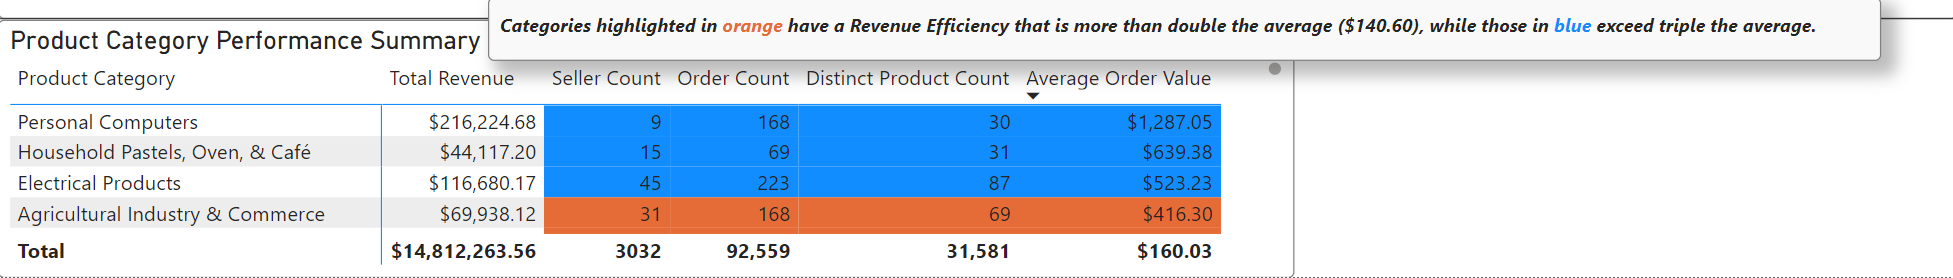 Categories highlighted in orange have a Revenue Efficiency that is more than double the average ($140.60), while those in blue exceed triple the average.
Product Category Performance Summary
Product Category Total Revenue Seller Count Order Count Distinct Product Count Average Order Value
Personal Computers $216,224.68 9 168 30 $1,287.05
Household Pastels, Oven, & Café $44,117.20 15 69 31 $639.38
Electrical Products $116,680.17 45 223 87 $523.23
Agricultural Industry & Commerce $69,938.12 31 168 69 $416.30
Total $14,812,263.56 3032 92,559 31,581 $160.03